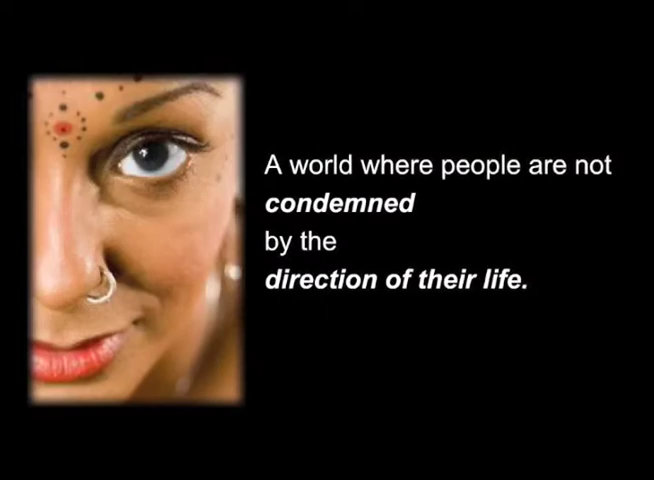 A world where people are not
condemned
by the
direction of their life.